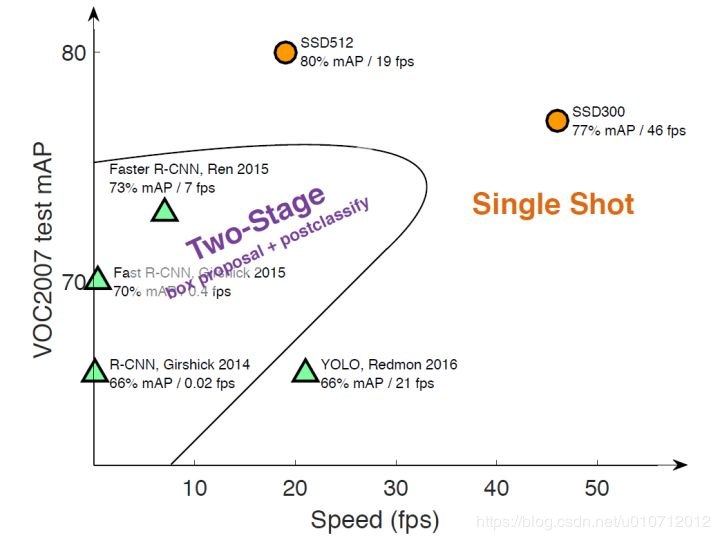 80
SSD512
80% mAP / 19 fps
SSD300
77% mAP / 46 fps
VOC2007 test mAP
Faster R-CNN, Ren 2015
73% mAP / 7 fps
Two-Stage
box proposal + postclassify
Single Shot
70
Fast R-CNN, Girshick 2015
70% mAP / 0.4 fps
R-CNN, Girshick 2014
66% mAP / 0.02 fps
YOLO, Redmon 2016
66% mAP / 21 fps
10 20 30 40 50
Speed (fps)
https://blog.csdn.net/u010712012